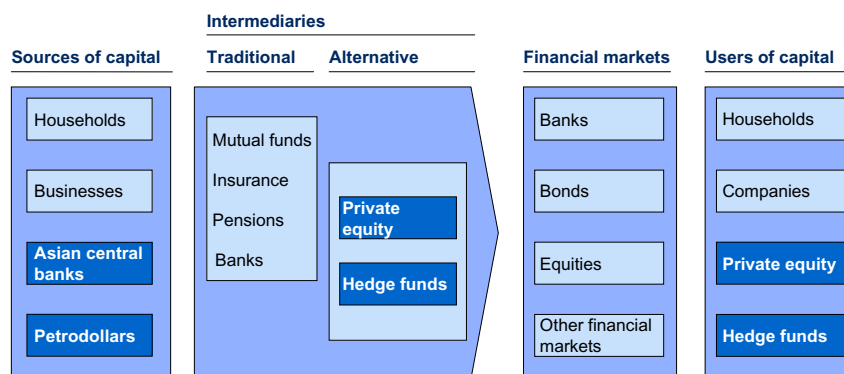 Intermediaries
Sources of capital
Traditional
Alternative
Financial markets
Users of capital
Households
Businesses
Asian central
banks
Petrodollars
Mutual funds
Insurance
Pensions
Banks
Private
equity
Hedge funds
Banks
Bonds
Equities
Other financial
markets
Households
Companies
Private equity
Hedge funds